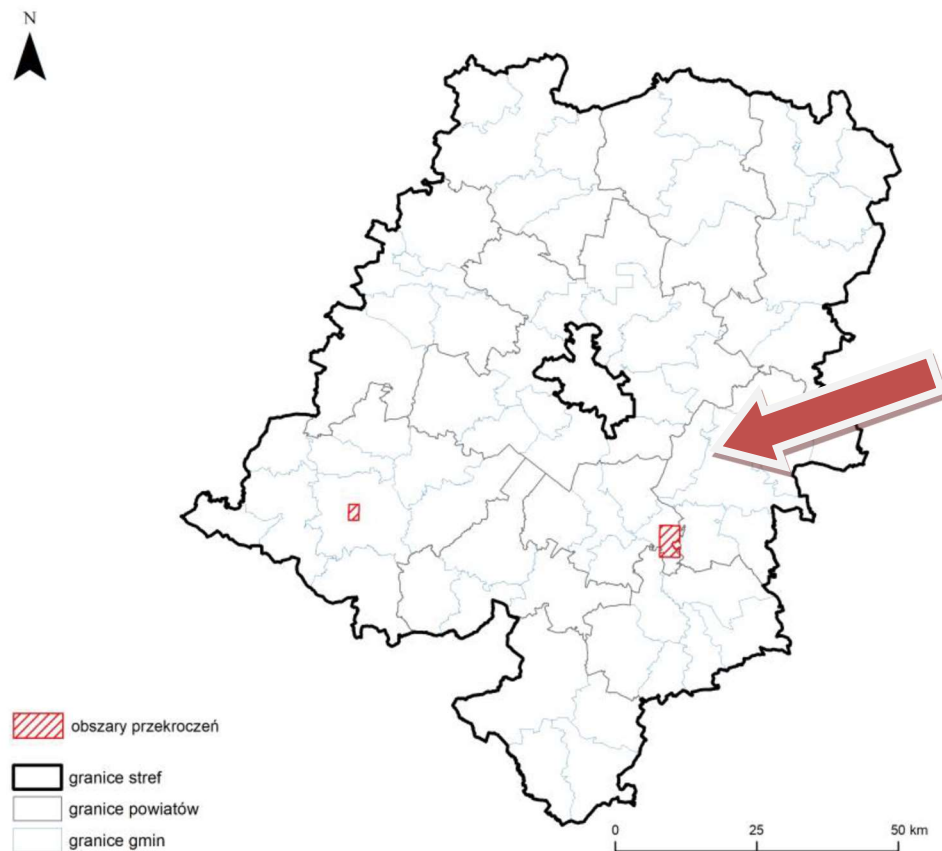 N
obszary przekroczeń
granice stref
granice powiatów
granice gmin
0 25 50 km